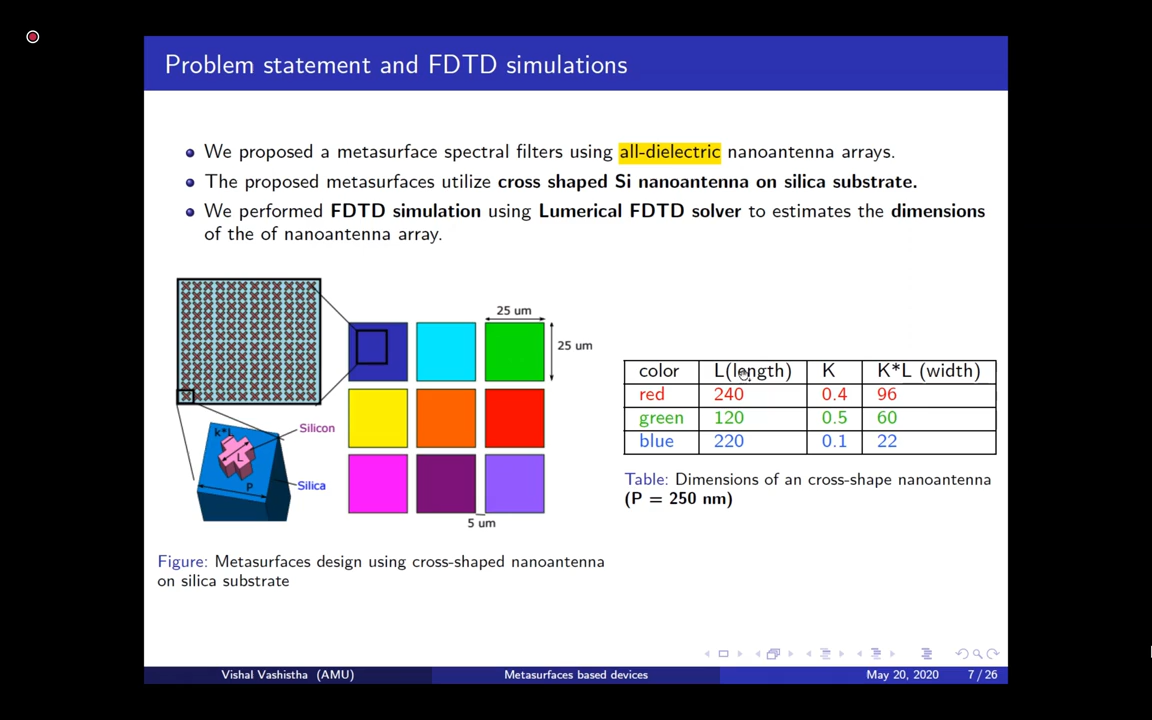 Problem statement and FDTD simulations
We proposed a metasurface spectral filters using all-dielectric nanoantenna arrays.
The proposed metasurfaces utilize cross shaped Si nanoantenna on silica substrate.
We performed FDTD simulation using Lumerical FDTD solver to estimates the dimensions
of the of nanoantenna array.
25 um
25 um
k*L
L
P
Silicon
Silica
5 um
color L(length) K K*L (width)
red 240 0.4 96
green 120 0.5 60
blue 220 0.1 22
Table: Dimensions of an cross-shape nanoantenna
(P = 250 nm)
Figure: Metasurfaces design using cross-shaped nanoantenna
on silica substrate
Vishal Vashistha (AMU) Metasurfaces based devices May 20, 2020 7 / 26